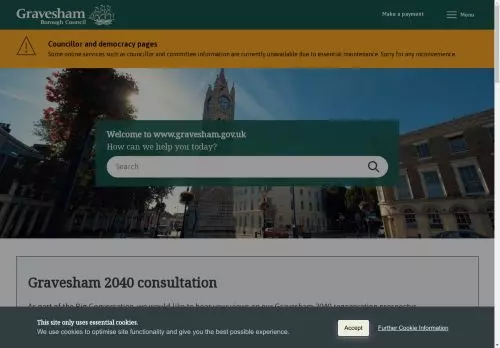 Gravesham
Borough Council
Make a payment
Menu
Councillor and democracy pages
Some online services such as councillor and committee information are currently unavailable due to essential maintenance. Sorry for any inconvenience.
Welcome to www.gravesham.gov.uk
How can we help you today?
Search
Gravesham 2040 consultation
As part of the Big Conversation, we would like to hear your views on our Gravesham 2040 regeneration prospectus.
This site only uses essential cookies.
We use cookies to optimise site functionality and give you the best possible experience.
Accept
Further Cookie Information